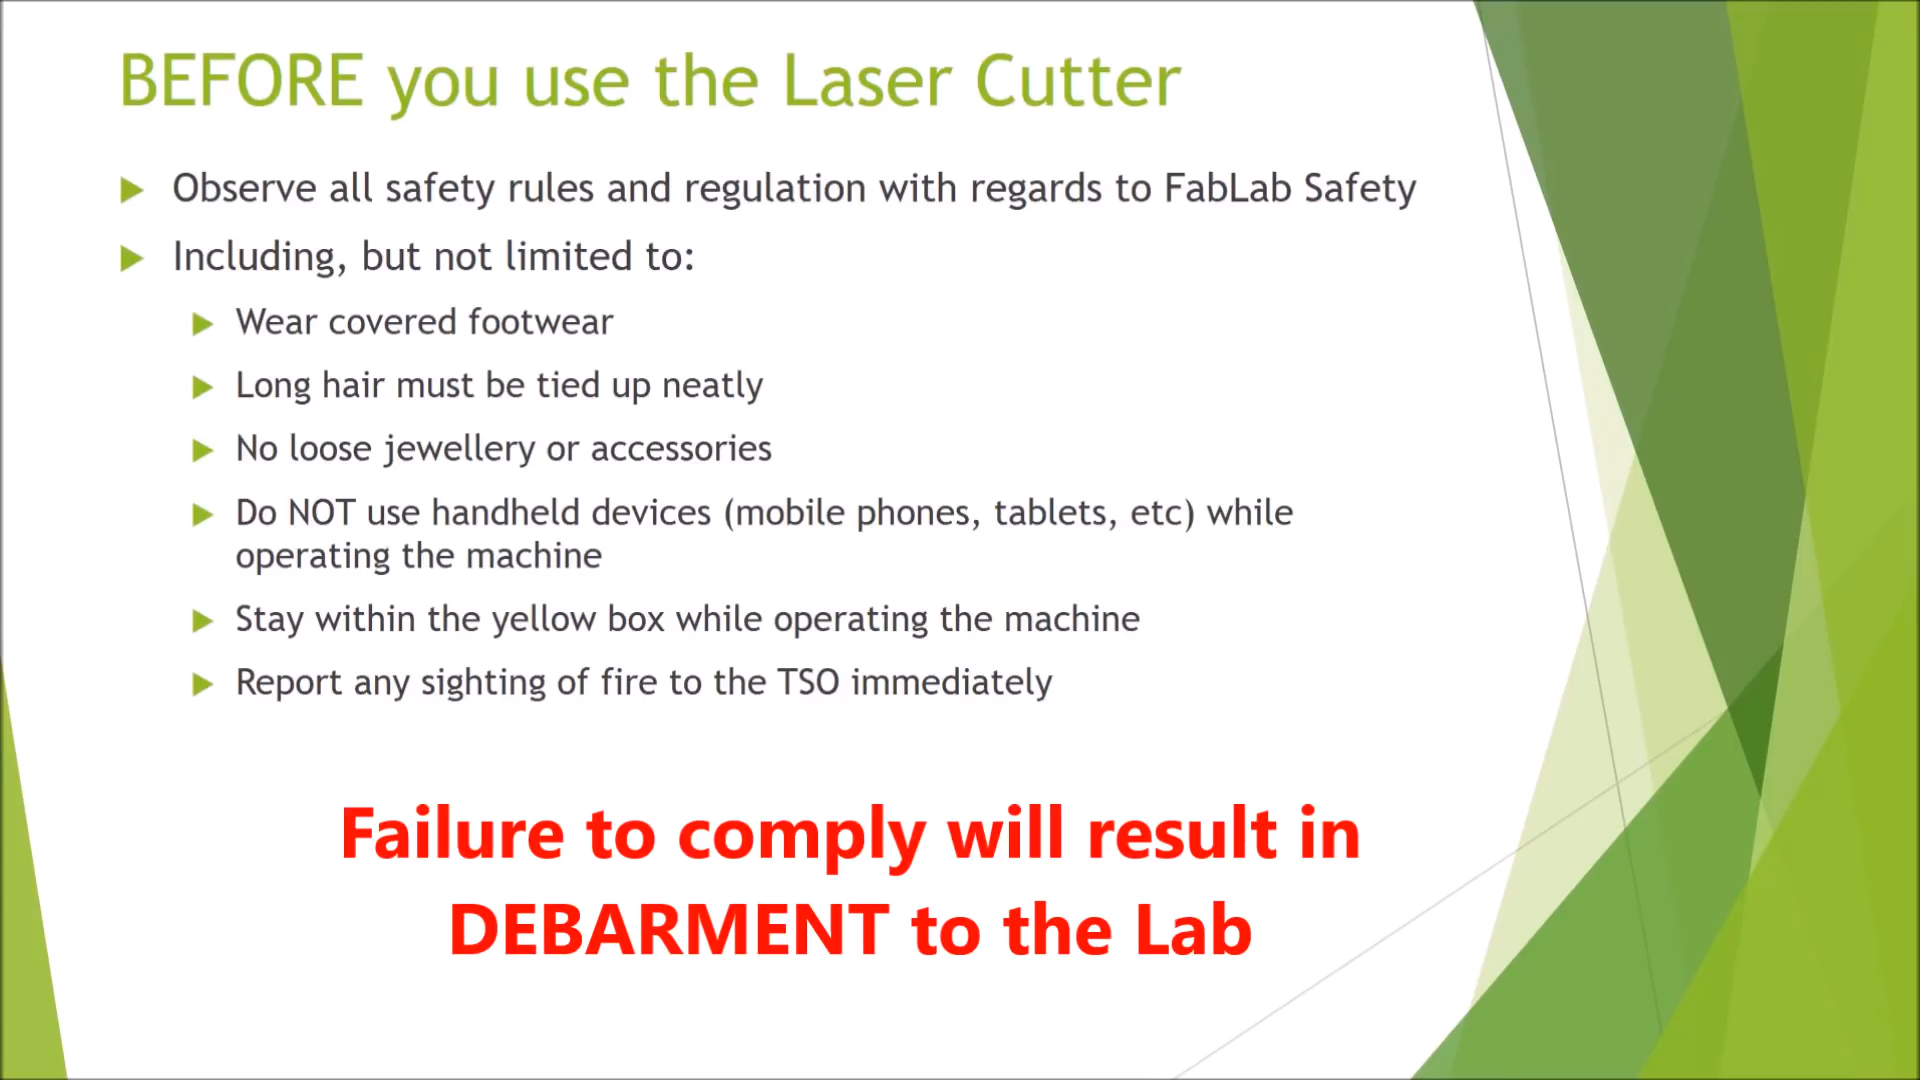 BEFORE you use the Laser Cutter
Observe all safety rules and regulation with regards to FabLab Safety
Including, but not limited to:
Wear covered footwear
Long hair must be tied up neatly
No loose jewellery or accessories
Do NOT use handheld devices (mobile phones, tablets, etc) while
operating the machine
Stay within the yellow box while operating the machine
Report any sighting of fire to the TSO immediately
Failure to comply will result in
DEBARMENT to the Lab